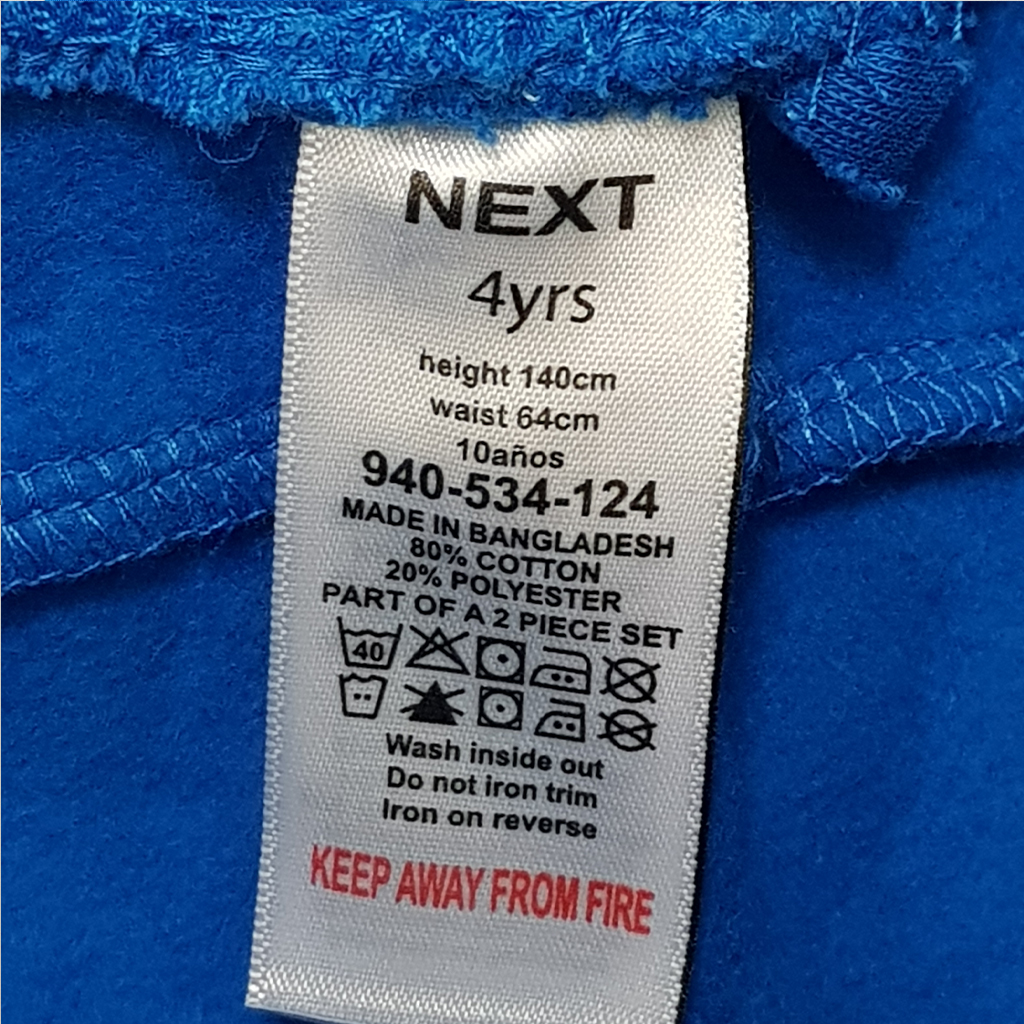 NEXT
4yrs
height 140cm
waist 64cm
10años
940-534-124
MADE IN BANGLADESH
80% COTTON
20% POLYESTER
PART OF A 2 PIECE SET
40
Wash inside out
Do not iron trim
Iron on reverse
KEEP AWAY FROM FIRE